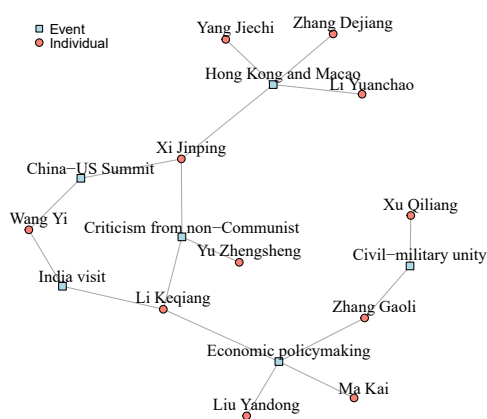 Yang Jiechi
Zhang Dejiang
Event
Individual
Hong Kong and Macao
Li Yuanchao
Xi Jinping
China−US Summit
Wang Yi
Xu Qiliang
Criticism from non−Communist
Yu Zhengsheng
Civil−military unity
India visit
Li Keqiang
Zhang Gaoli
Economic policymaking
Ma Kai
Liu Yandong